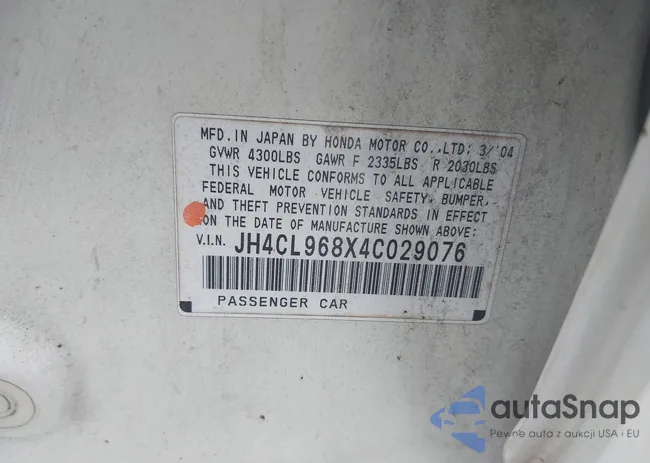 MFD. IN JAPAN BY HONDA MOTOR CO.,LTD; 3/'04
GVWR 4300LBS GAWR F 2335LBS R 2030LBS
THIS VEHICLE CONFORMS TO ALL APPLICABLE
FEDERAL MOTOR VEHICLE SAFETY, BUMPER,
AND THEFT PREVENTION STANDARDS IN EFFECT
ON THE DATE OF MANUFACTURE SHOWN ABOVE:
V.I.N. JH4CL968X4C029076
PASSENGER CAR
autaSnap
Pewne auta z aukcji USA i EU